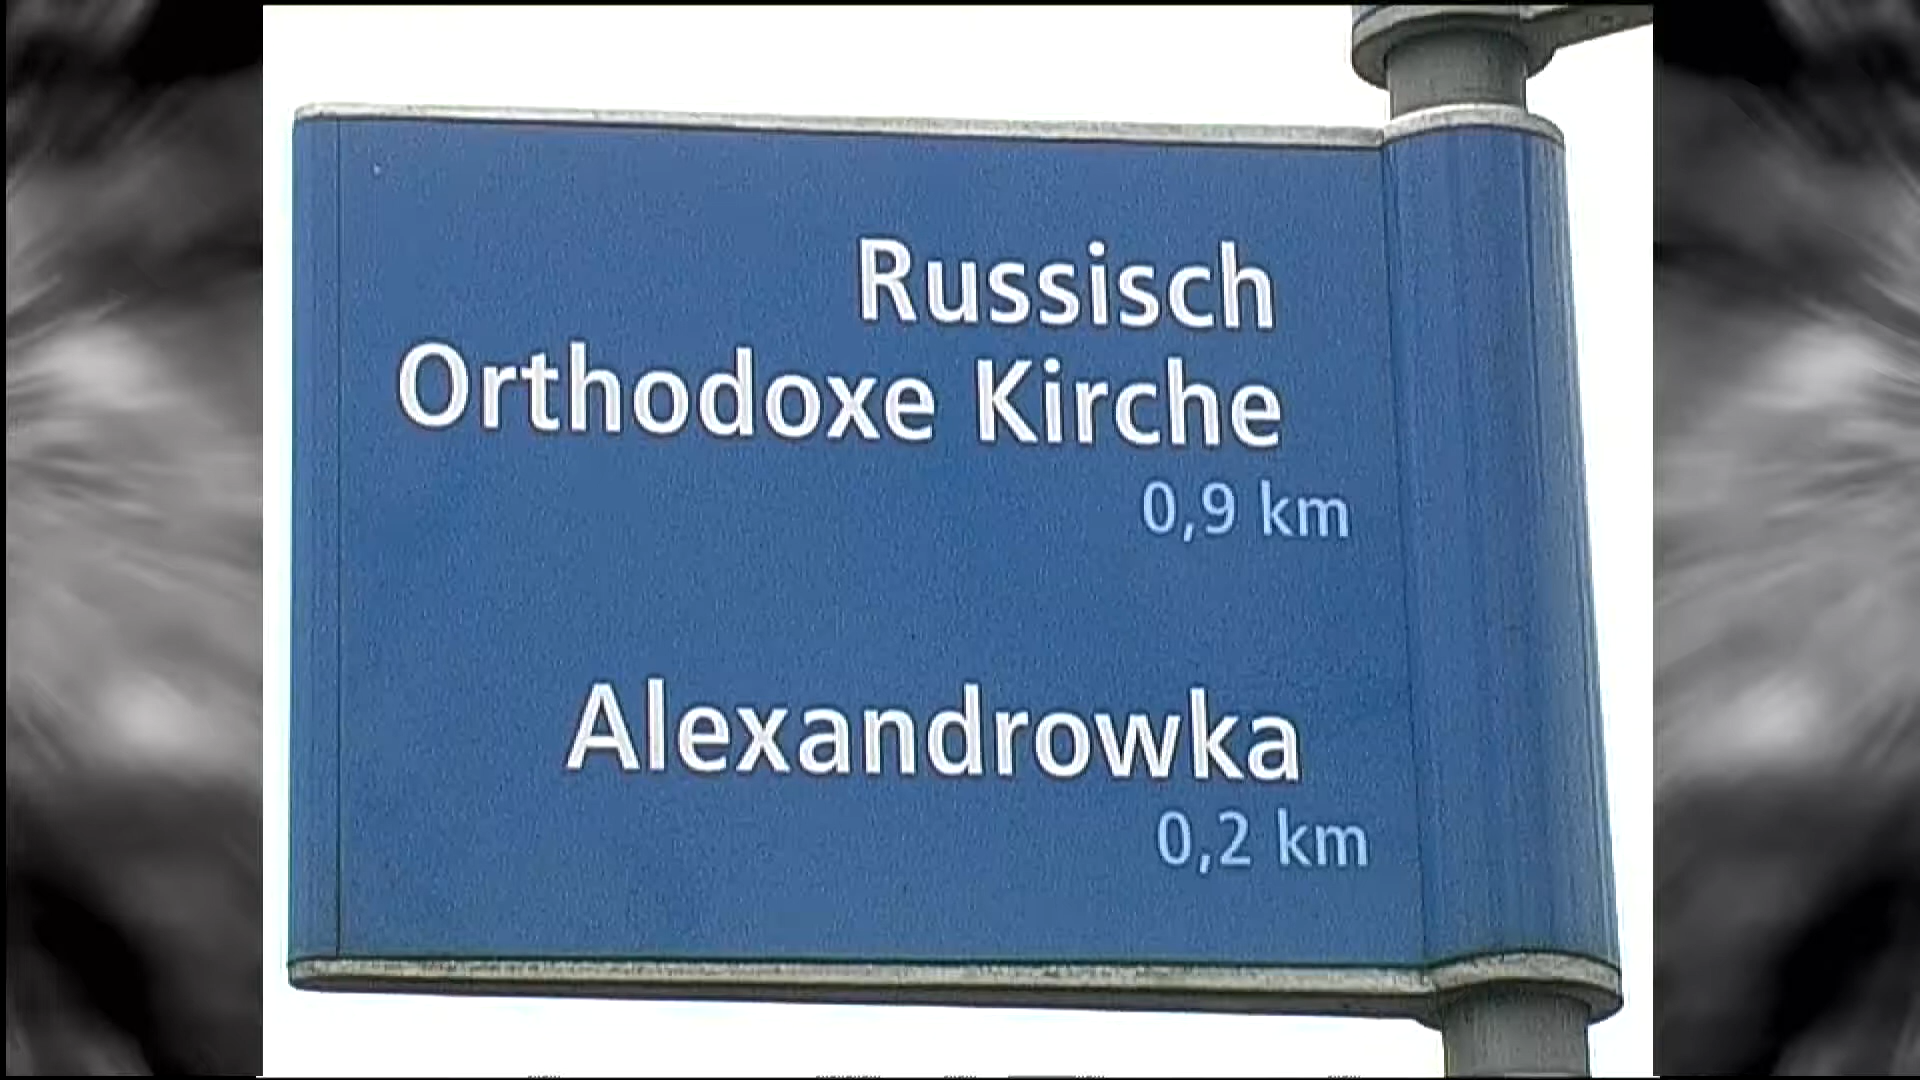 Russisch
Orthodoxe Kirche
0,9 km
Alexandrowka
0,2 km